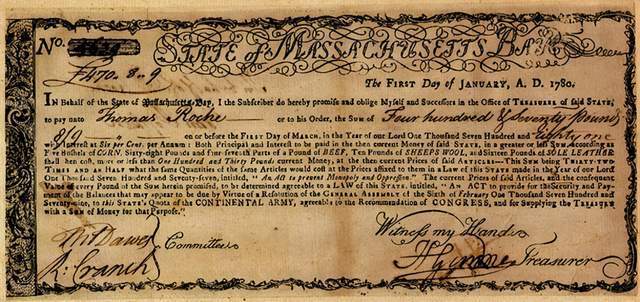 No.
STATE of MASSACHUSETTS BAY
£470. 8. 9
The FIRST Day of JANUARY, A. D. 1780.
IN Behalf of the State of Massachusetts-Bay, I the Subscriber do hereby promise and oblige Myself and Successors in the Office of TREASURER of said STATE,
to pay unto Thomas Roche or to his Order, the Sum of Four hundred & Seventy Pounds
8/9 on or before the FIRST Day of MARCH, in the Year of our Lord One Thousand Seven Hundred and Eighty one
with Interest at Six per Cent. per Annum: Both Principal and Interest to be paid in the then current Money of said STATE, in a greater or less SUM, according as
Five Bushels of CORN, Sixty-eight Pounds and Four-seventh Parts of a Pound of BEEF, Ten Pounds of SHEEPS WOOL, and Sixteen Pounds of SOLE LEATHER
shall then cost, more or less than One Hundred and Thirty Pounds current Money, at the then current Prices of said ARTICLES—This SUM being THIRTY-TWO
TIMES AND AN HALF what the same Quantities of the same Articles would cost at the Prices affixed to them in a LAW of this STATE made in the Year of our Lord
One Thousand Seven Hundred and Seventy-seven, intitled, "An ACT to prevent Monopoly and Oppression." The current Prices of said Articles, and the consequent
Value of every Pound of the Sum herein promised, to be determined agreeable to a LAW of this STATE, intitled, "An ACT to provide for the Security and Pay-
ment of the Balances that may appear to be due by Virtue of a Resolution of the GENERAL ASSEMBLY of the Sixth of February One Thousand Seven Hundred and
Seventy-nine, to this STATE's Quota of the CONTINENTAL ARMY, agreeable to the Recommendation of CONGRESS, and for Supplying the TREASURY
with a SUM of Money for that Purpose."
Witness my Hand
Wm Dawes
Committee
R: Cranch
H Gardner Treasurer